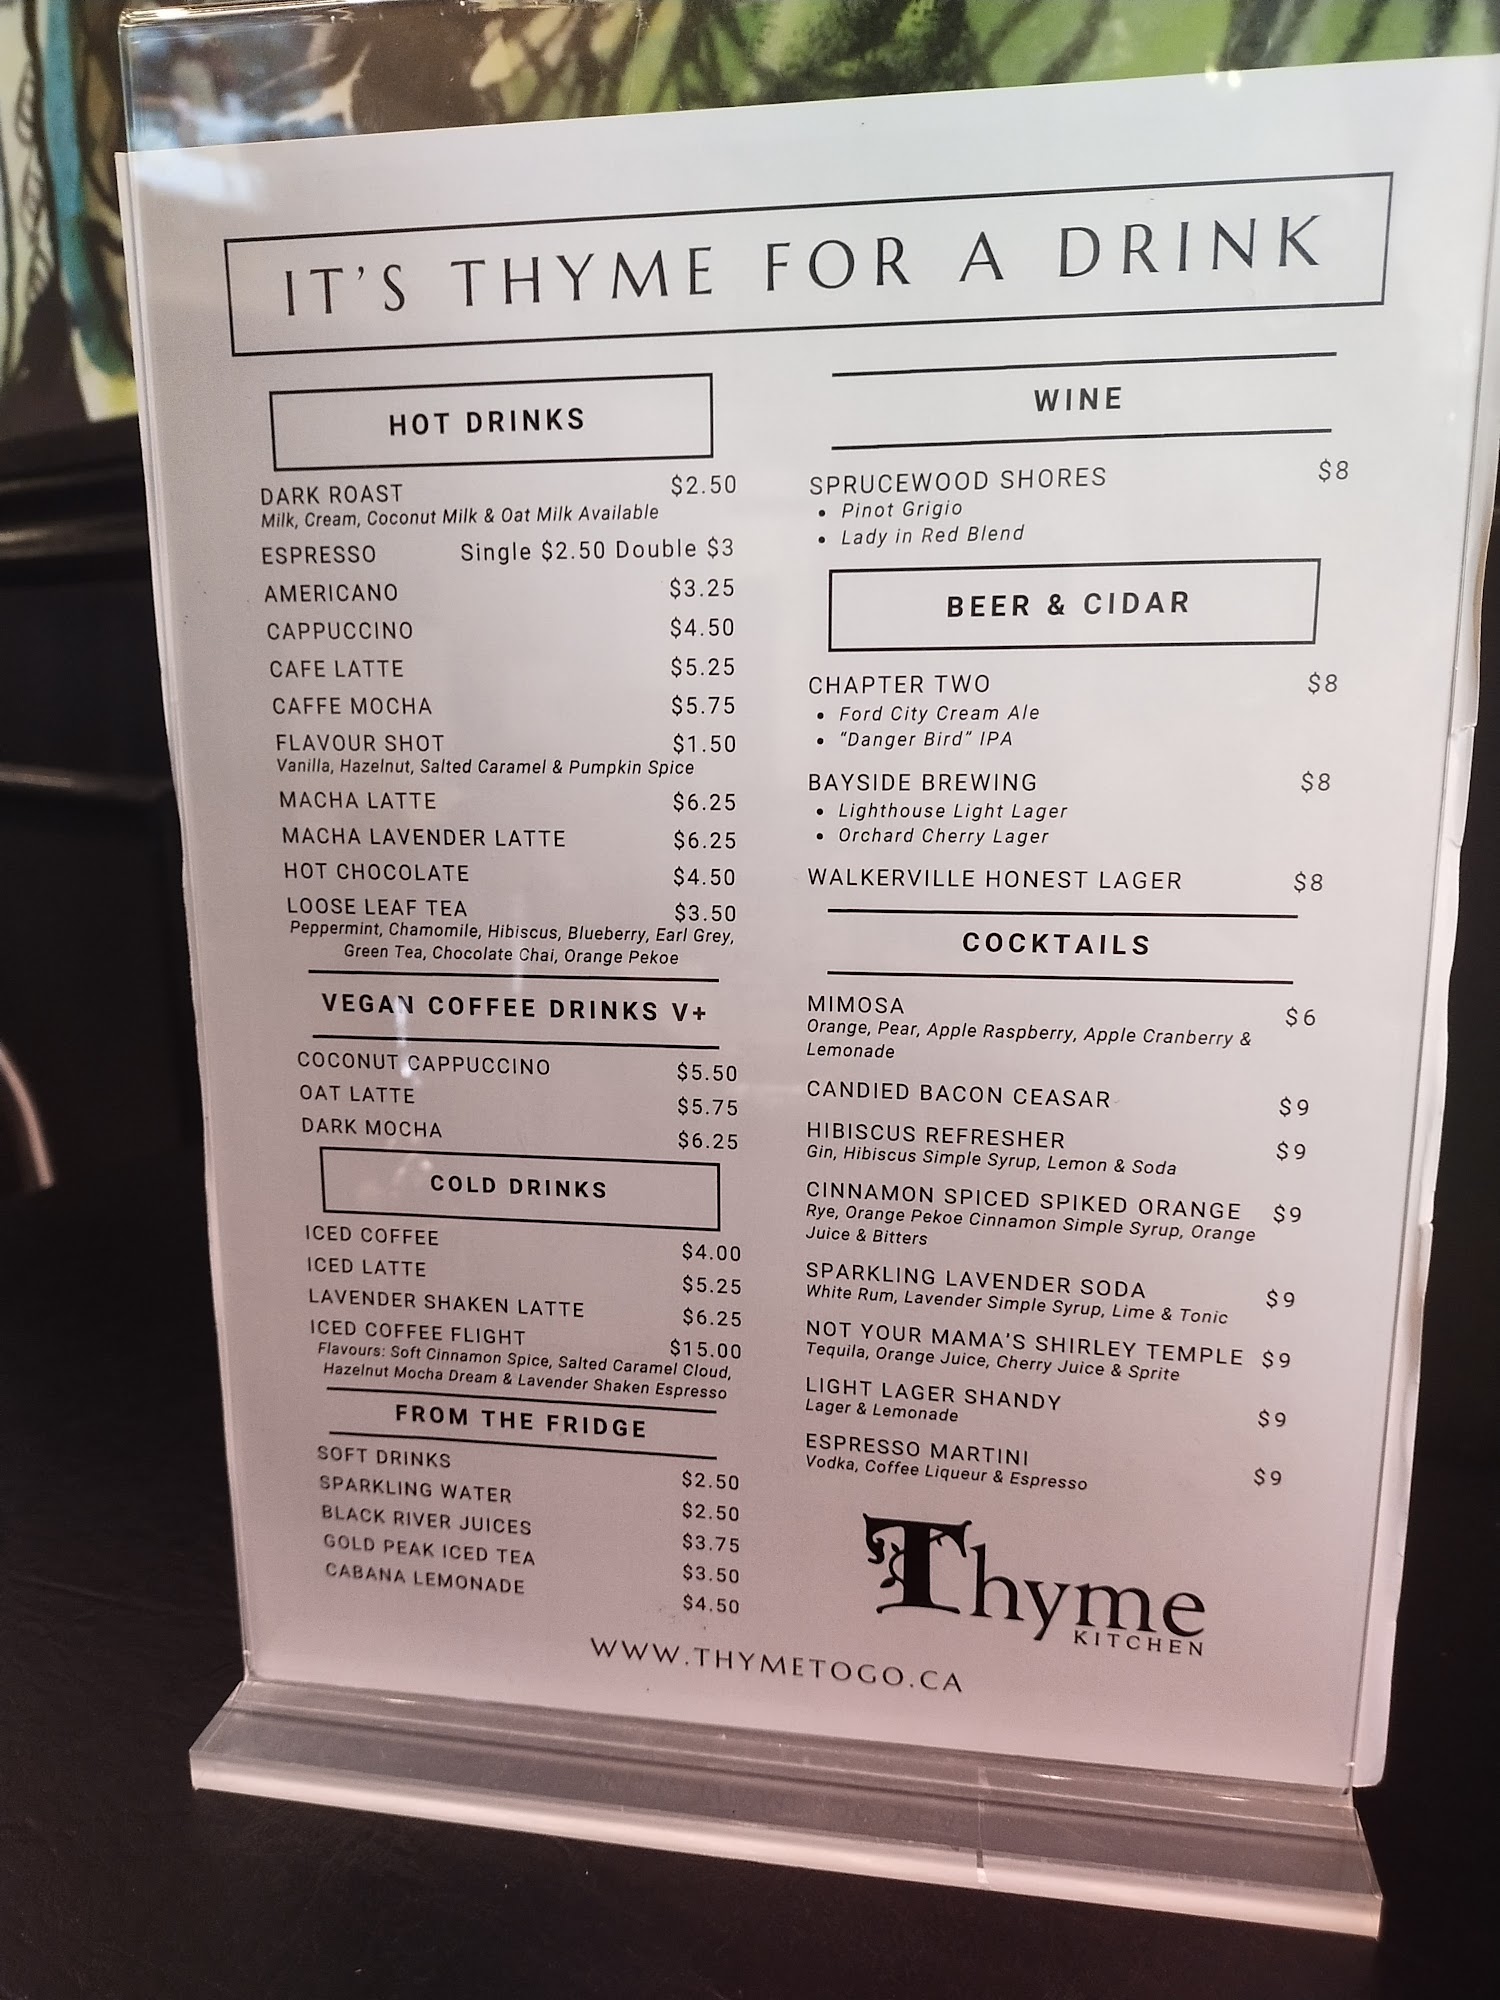 IT'S THYME FOR A DRINK
HOT DRINKS
DARK ROAST $2.50
Milk, Cream, Coconut Milk & Oat Milk Available
ESPRESSO Single $2.50 Double $3
AMERICANO $3.25
CAPPUCCINO $4.50
CAFE LATTE $5.25
CAFFE MOCHA $5.75
FLAVOUR SHOT $1.50
Vanilla, Hazelnut, Salted Caramel & Pumpkin Spice
MACHA LATTE $6.25
MACHA LAVENDER LATTE $6.25
HOT CHOCOLATE $4.50
LOOSE LEAF TEA $3.50
Peppermint, Chamomile, Hibiscus, Blueberry, Earl Grey,
Green Tea, Chocolate Chai, Orange Pekoe
VEGAN COFFEE DRINKS V+
COCONUT CAPPUCCINO $5.50
OAT LATTE $5.75
DARK MOCHA $6.25
COLD DRINKS
ICED COFFEE $4.00
ICED LATTE $5.25
LAVENDER SHAKEN LATTE $6.25
ICED COFFEE FLIGHT $15.00
Flavours: Soft Cinnamon Spice, Salted Caramel Cloud,
Hazelnut Mocha Dream & Lavender Shaken Espresso
FROM THE FRIDGE
SOFT DRINKS $2.50
SPARKLING WATER $2.50
BLACK RIVER JUICES $3.75
GOLD PEAK ICED TEA $3.50
CABANA LEMONADE $4.50
WINE
SPRUCEWOOD SHORES $8
• Pinot Grigio
• Lady in Red Blend
BEER & CIDAR
CHAPTER TWO $8
• Ford City Cream Ale
• "Danger Bird" IPA
BAYSIDE BREWING $8
• Lighthouse Light Lager
• Orchard Cherry Lager
WALKERVILLE HONEST LAGER $8
COCKTAILS
MIMOSA $6
Orange, Pear, Apple Raspberry, Apple Cranberry &
Lemonade
CANDIED BACON CEASAR $9
HIBISCUS REFRESHER $9
Gin, Hibiscus Simple Syrup, Lemon & Soda
CINNAMON SPICED SPIKED ORANGE $9
Rye, Orange Pekoe Cinnamon Simple Syrup, Orange
Juice & Bitters
SPARKLING LAVENDER SODA $9
White Rum, Lavender Simple Syrup, Lime & Tonic
NOT YOUR MAMA'S SHIRLEY TEMPLE $9
Tequila, Orange Juice, Cherry Juice & Sprite
LIGHT LAGER SHANDY $9
Lager & Lemonade
ESPRESSO MARTINI $9
Vodka, Coffee Liqueur & Espresso
Thyme
KITCHEN
WWW.THYMETOGO.CA